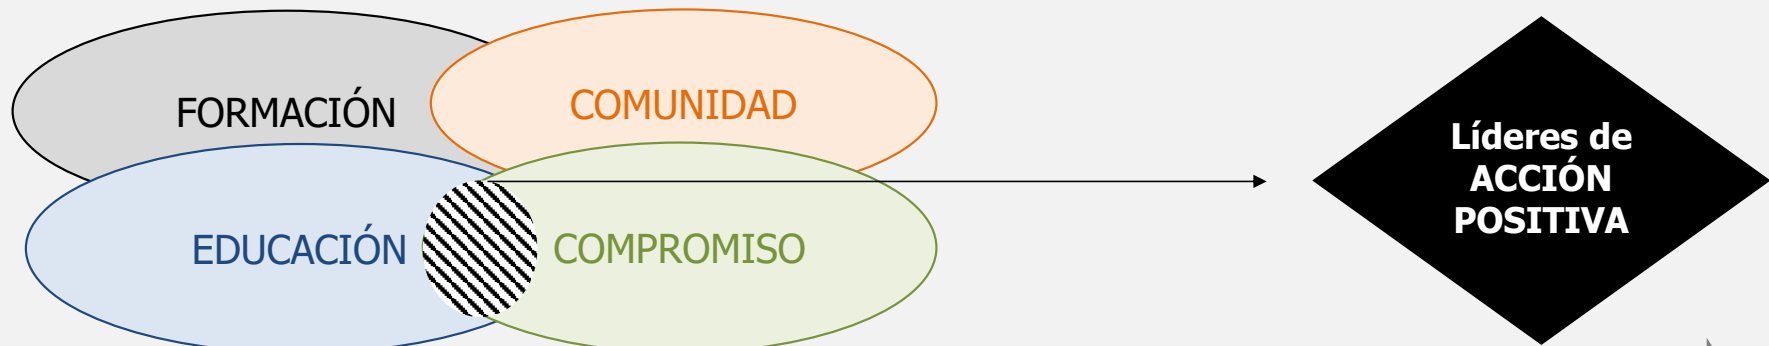 FORMACIÓN
COMUNIDAD
EDUCACIÓN
COMPROMISO
Líderes de
ACCIÓN
POSITIVA